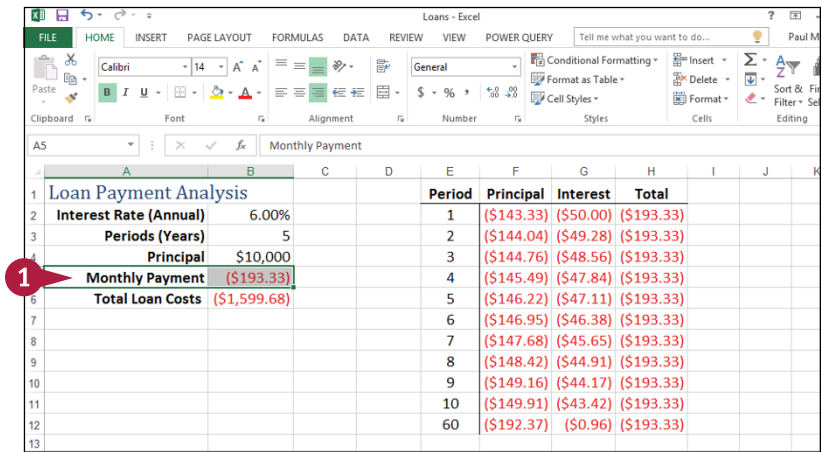 Loans - Excel
?
FILE HOME INSERT PAGE LAYOUT FORMULAS DATA REVIEW VIEW POWER QUERY Tell me what you want to do... Paul M
Paste
Calibri 14 A A
B I U A
General
$ % , .00 .00
Conditional Formatting
Format as Table
Cell Styles
Insert
Delete
Format
Σ
A Z
Sort & Fi
Filter Sel
Clipboard Font Alignment Number Styles Cells Editing
A5 fx Monthly Payment
A B C D E F G H I J K
1 Loan Payment Analysis Period Principal Interest Total
2 Interest Rate (Annual) 6.00% 1 ($143.33) ($50.00) ($193.33)
3 Periods (Years) 5 2 ($144.04) ($49.28) ($193.33)
4 Principal $10,000 3 ($144.76) ($48.56) ($193.33)
1 Monthly Payment ($193.33) 4 ($145.49) ($47.84) ($193.33)
6 Total Loan Costs ($1,599.68) 5 ($146.22) ($47.11) ($193.33)
7 6 ($146.95) ($46.38) ($193.33)
8 7 ($147.68) ($45.65) ($193.33)
9 8 ($148.42) ($44.91) ($193.33)
10 9 ($149.16) ($44.17) ($193.33)
11 10 ($149.91) ($43.42) ($193.33)
12 60 ($192.37) ($0.96) ($193.33)
13